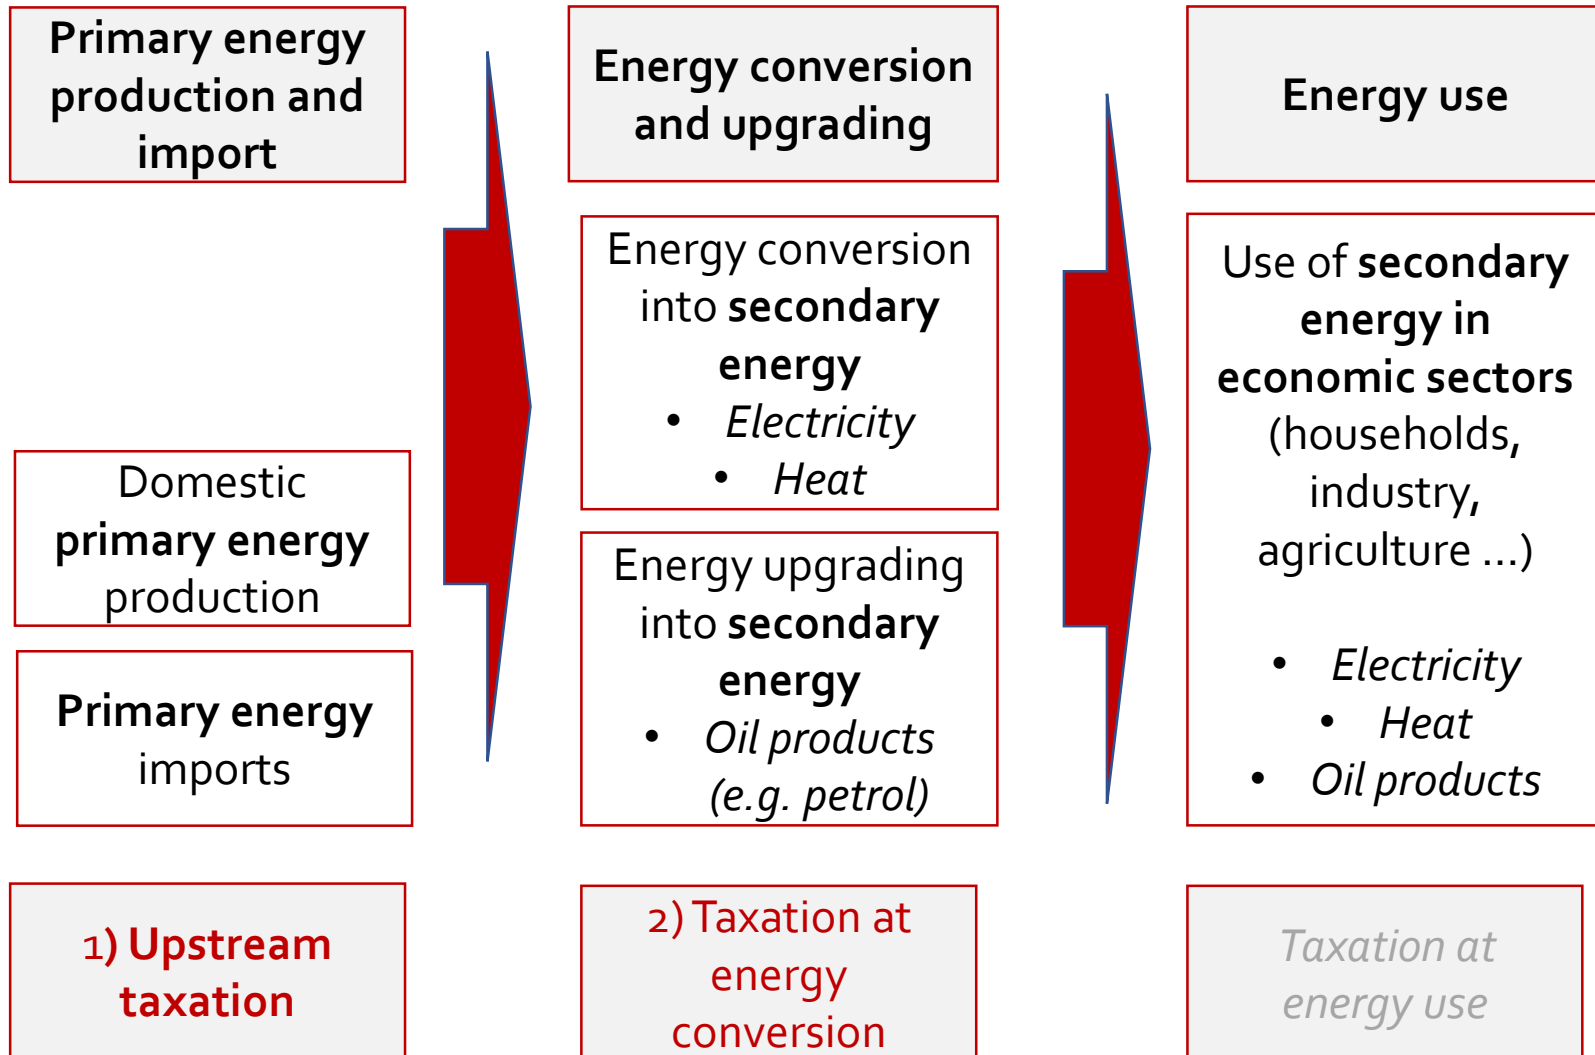 Primary energy
production and
import
Energy conversion
and upgrading
Energy use
Domestic
primary energy
production
Primary energy
imports
Energy conversion
into secondary
energy
• Electricity
• Heat
Energy upgrading
into secondary
energy
• Oil products
(e.g. petrol)
Use of secondary
energy in
economic sectors
(households,
industry,
agriculture ...)
• Electricity
• Heat
• Oil products
1) Upstream
taxation
2) Taxation at
energy
conversion
Taxation at
energy use